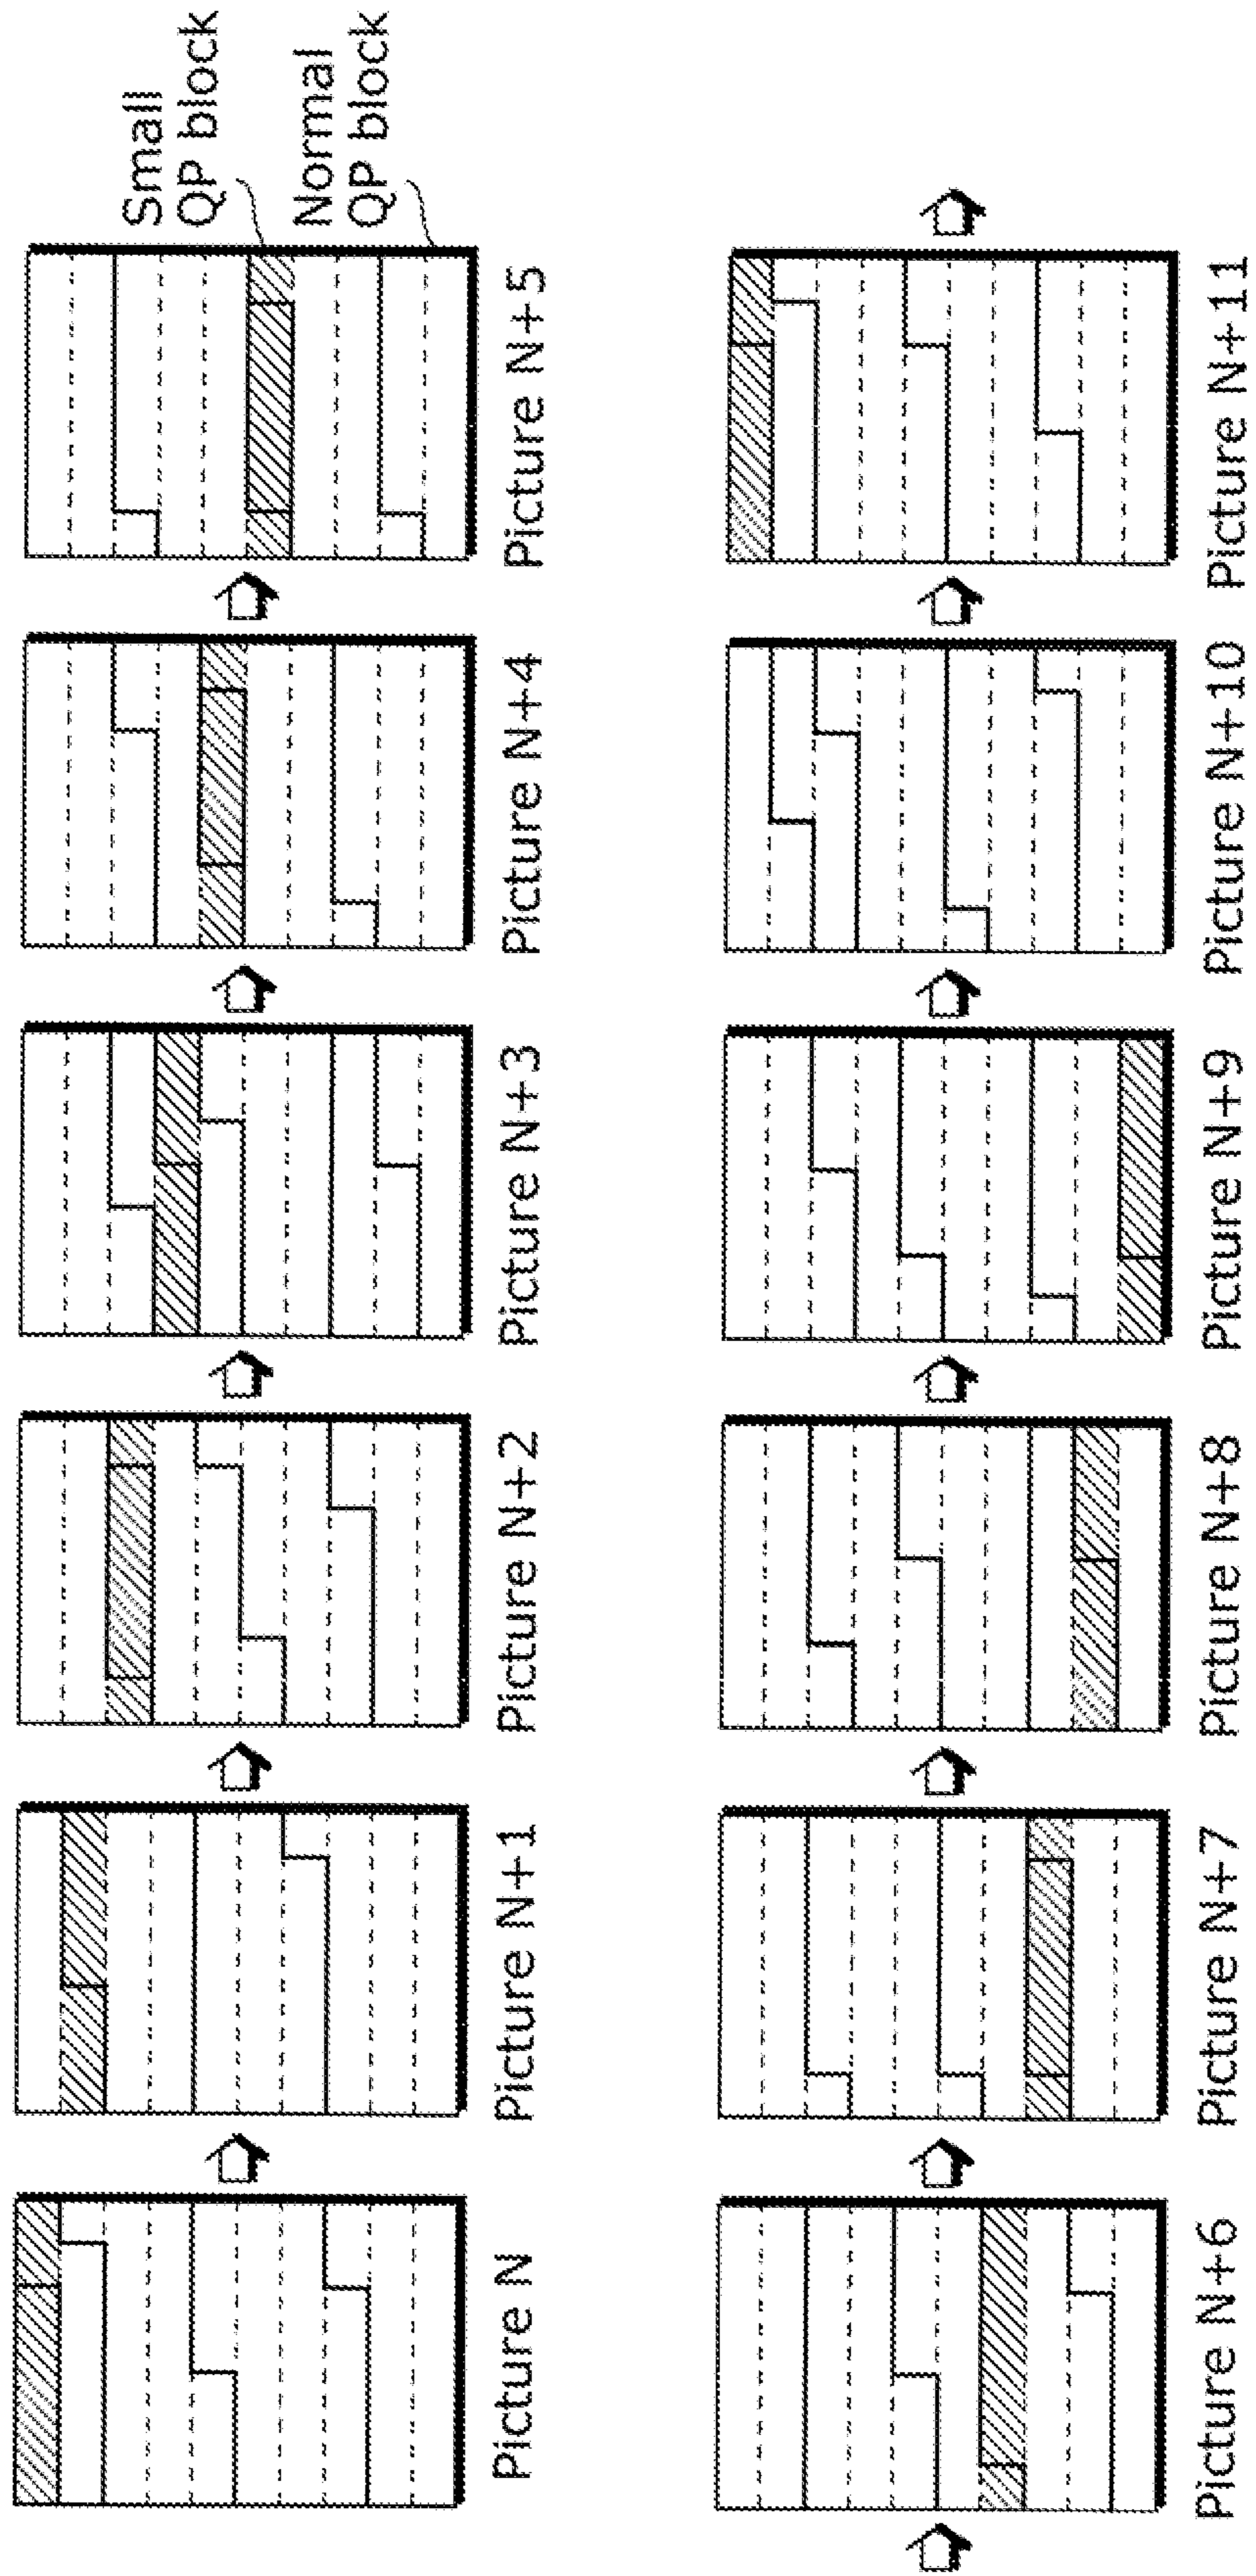 Small
QP block
Normal
QP block
Picture N
Picture N+1
Picture N+2
Picture N+3
Picture N+4
Picture N+5
Picture N+6
Picture N+7
Picture N+8
Picture N+9
Picture N+10
Picture N+11